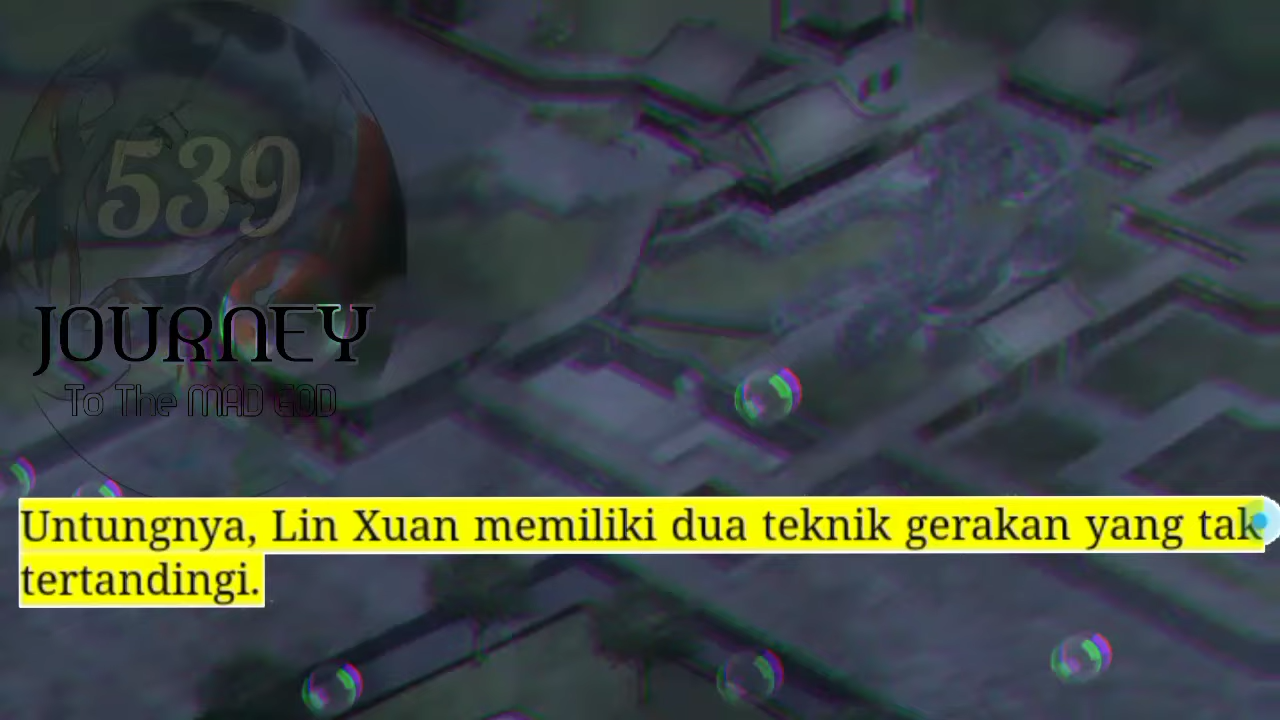 539
JOURNEY
To The MAD GOD
Untungnya, Lin Xuan memiliki dua teknik gerakan yang tak
tertandingi.